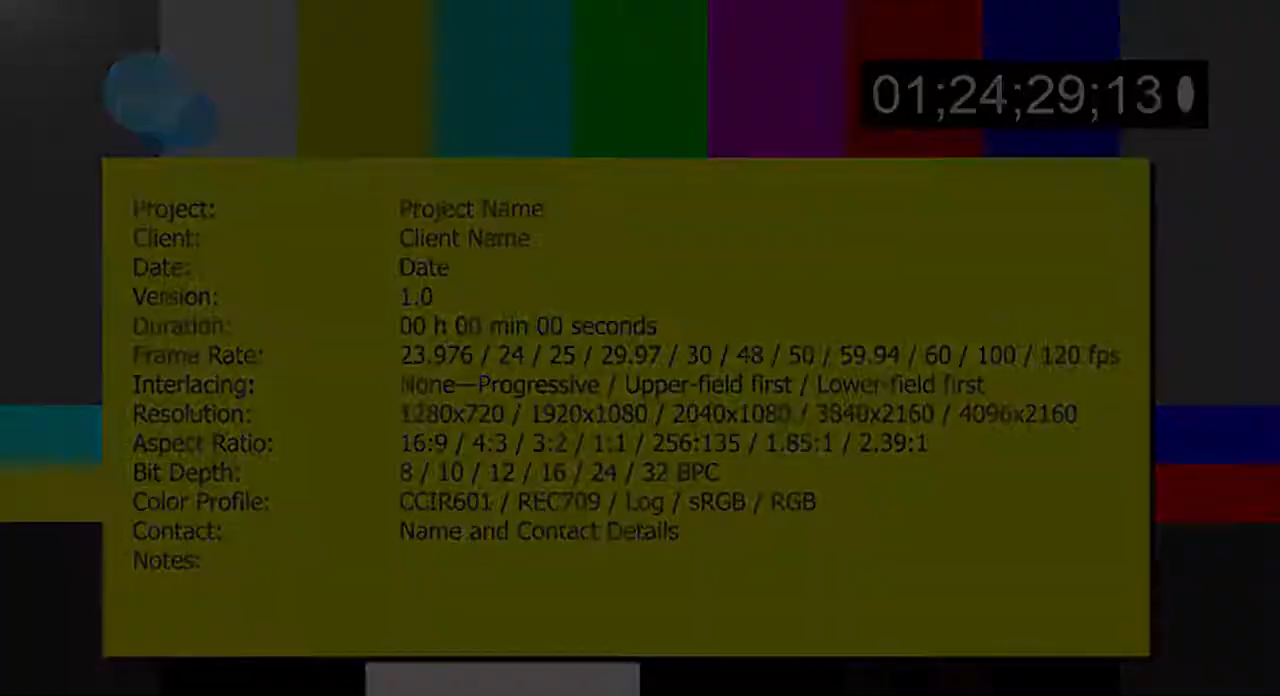 01;24;29;13
Project: Project Name
Client: Client Name
Date: Date
Version: 1.0
Duration: 00 h 00 min 00 seconds
Frame Rate: 23.976 / 24 / 25 / 29.97 / 30 / 48 / 50 / 59.94 / 60 / 100 / 120 fps
Interlacing: None—Progressive / Upper-field first / Lower-field first
Resolution: 1280x720 / 1920x1080 / 2040x1080 / 3840x2160 / 4096x2160
Aspect Ratio: 16:9 / 4:3 / 3:2 / 1:1 / 256:135 / 1.85:1 / 2.39:1
Bit Depth: 8 / 10 / 12 / 16 / 24 / 32 BPC
Color Profile: CCIR601 / REC709 / Log / sRGB / RGB
Contact: Name and Contact Details
Notes: